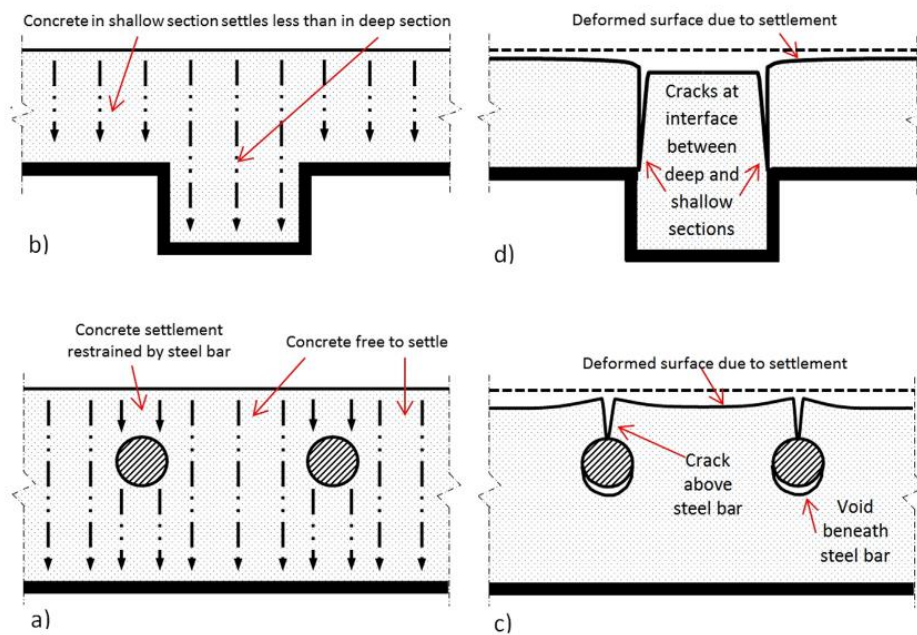 Concrete in shallow section settles less than in deep section
b)
Deformed surface due to settlement
Cracks at
interface
between
deep and
shallow
sections
d)
Concrete settlement
restrained by steel bar
Concrete free to settle
a)
Deformed surface due to settlement
Crack
above
steel bar
Void
beneath
steel bar
c)